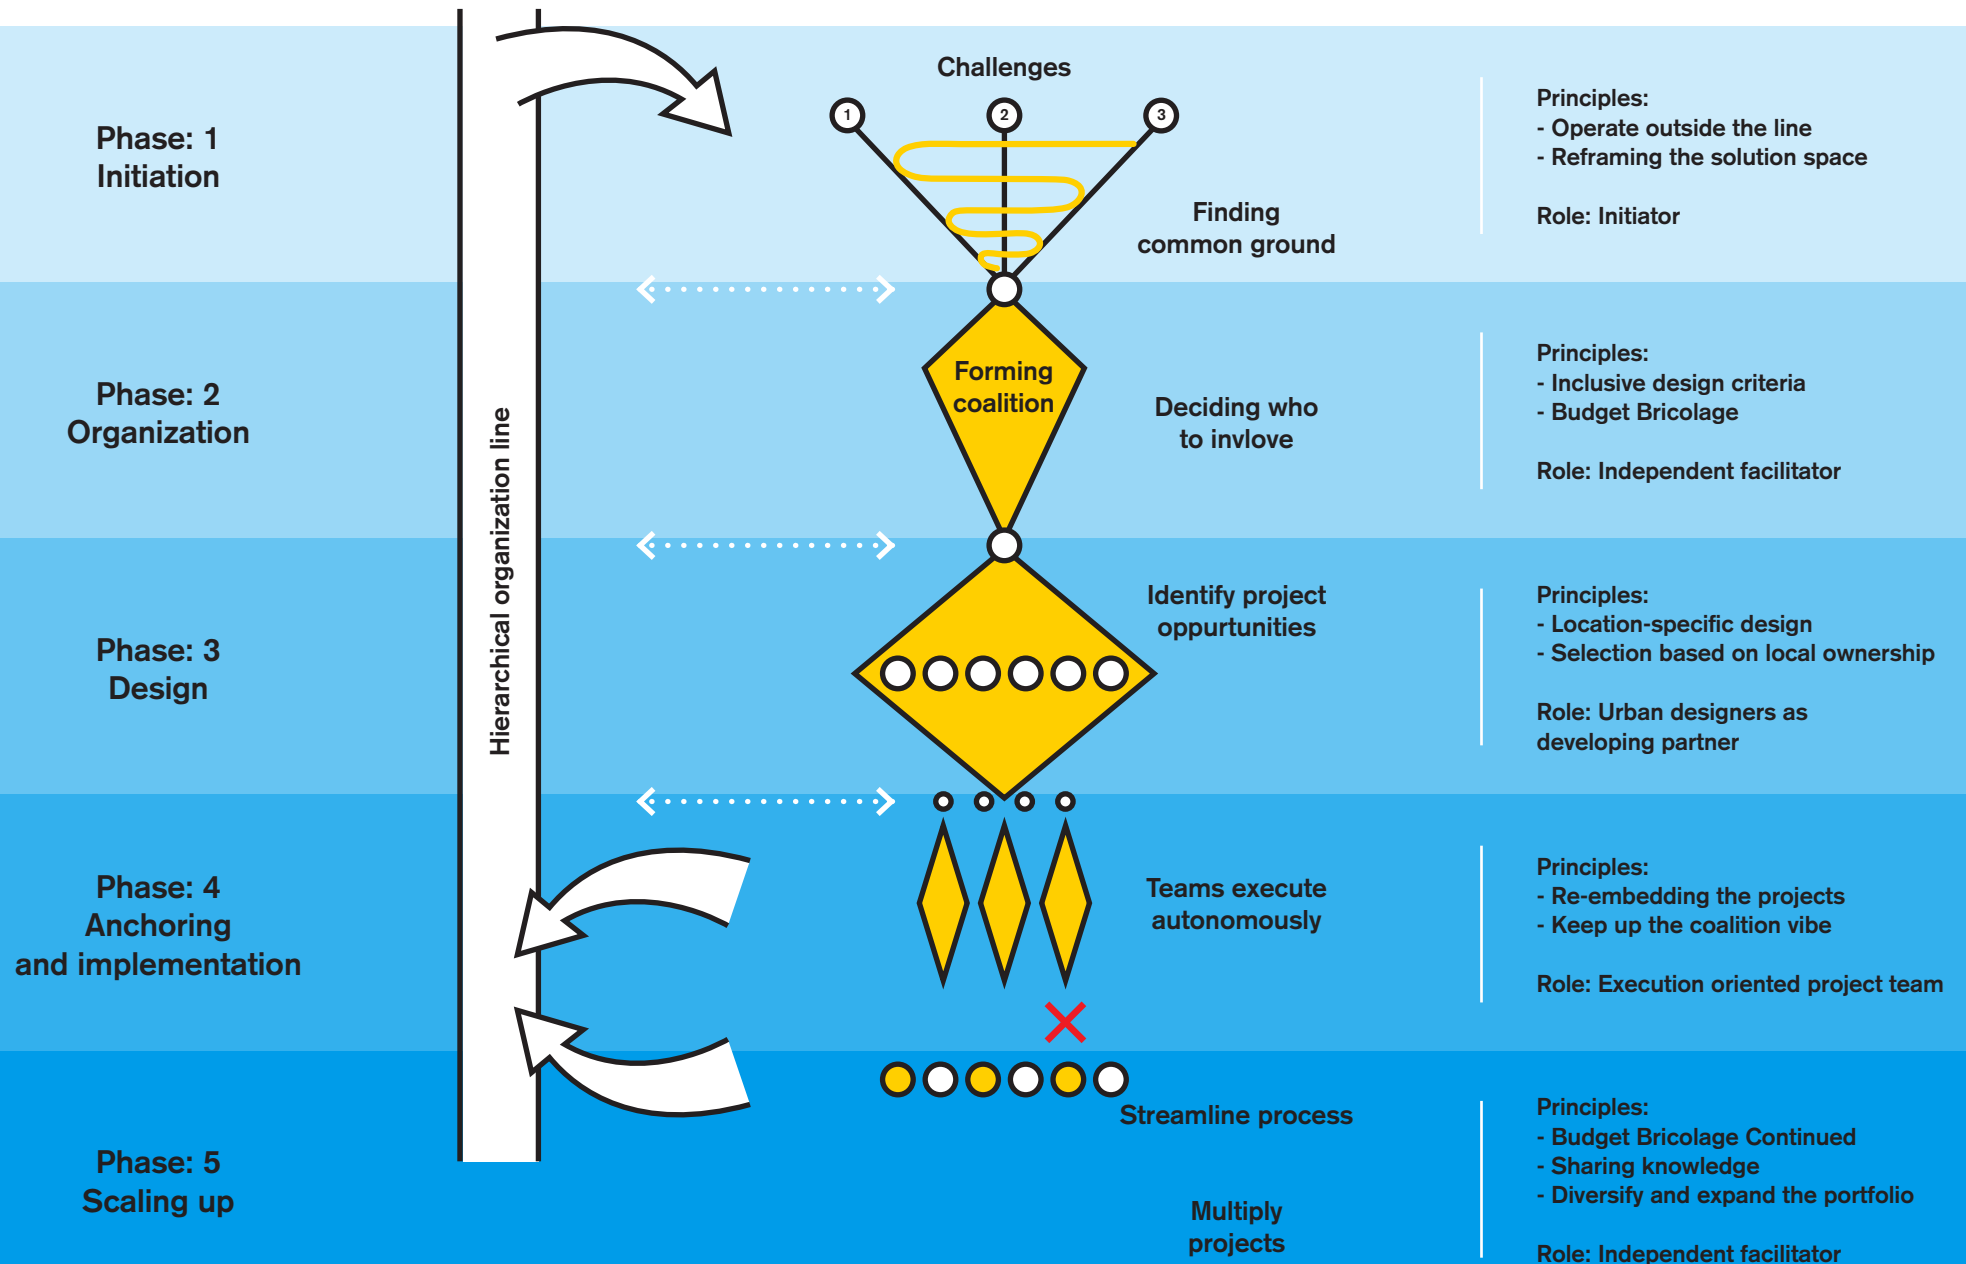 Phase: 1
Initiation
Challenges
1
2
3
Finding
common ground
Principles:
- Operate outside the line
- Reframing the solution space
Role: Initiator
Hierarchical organization line
Phase: 2
Organization
Forming
coalition
Deciding who
to invlove
Principles:
- Inclusive design criteria
- Budget Bricolage
Role: Independent facilitator
Phase: 3
Design
Identify project
oppurtunities
Principles:
- Location-specific design
- Selection based on local ownership
Role: Urban designers as
developing partner
Phase: 4
Anchoring
and implementation
Teams execute
autonomously
Principles:
- Re-embedding the projects
- Keep up the coalition vibe
Role: Execution oriented project team
Phase: 5
Scaling up
Streamline process
Multiply
projects
Principles:
- Budget Bricolage Continued
- Sharing knowledge
- Diversify and expand the portfolio
Role: Independent facilitator